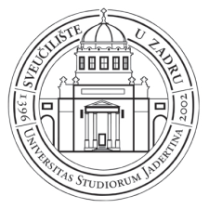 SVEUČILIŠTE U ZADRU
1396 UNIVERSITAS STUDIORUM JADERTINA 2002